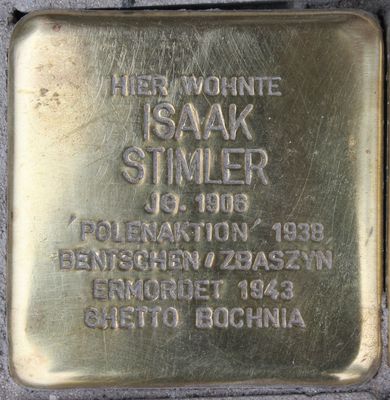 HIER WOHNTE
ISAAK
STIMLER
JG. 1906
'POLENAKTION' 1938
BENTSCHEN/ZBASZYN
ERMORDET 1943
GHETTO BOCHNIA